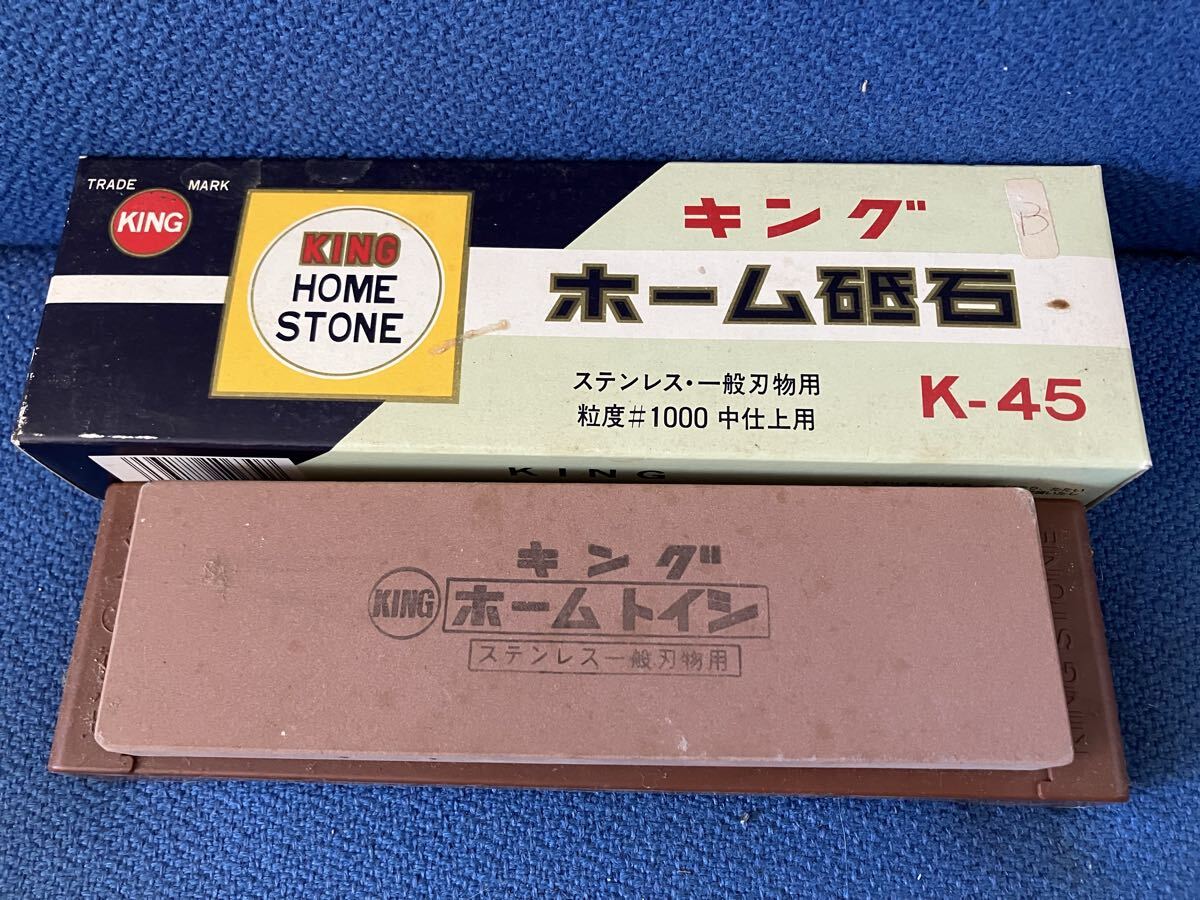 TRADE MARK
KING
KING
HOME
STONE
キング
ホーム砥石
ステンレス・一般刃物用
粒度#1000 中仕上用
K-45
B
KING
キング
KING ホームトイシ
ステンレス一般刃物用
KING STONE